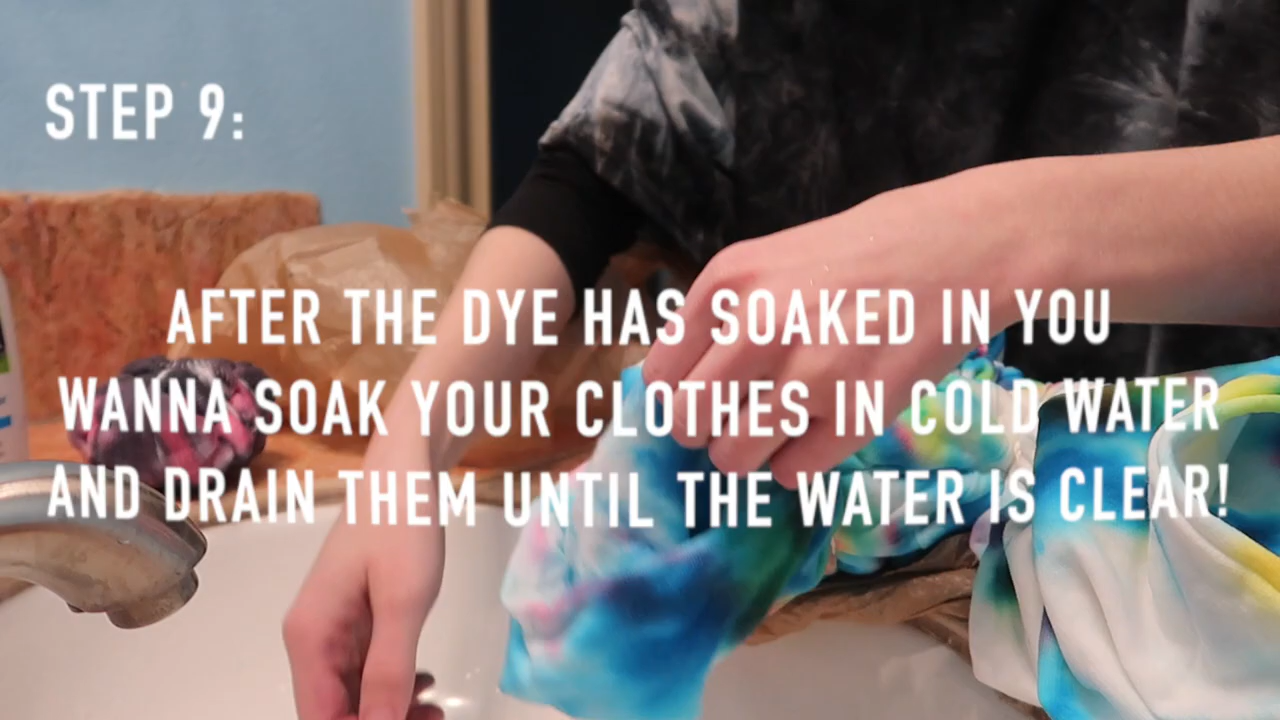 STEP 9:
AFTER THE DYE HAS SOAKED IN YOU
WANNA SOAK YOUR CLOTHES IN COLD WATER
AND DRAIN THEM UNTIL THE WATER IS CLEAR!